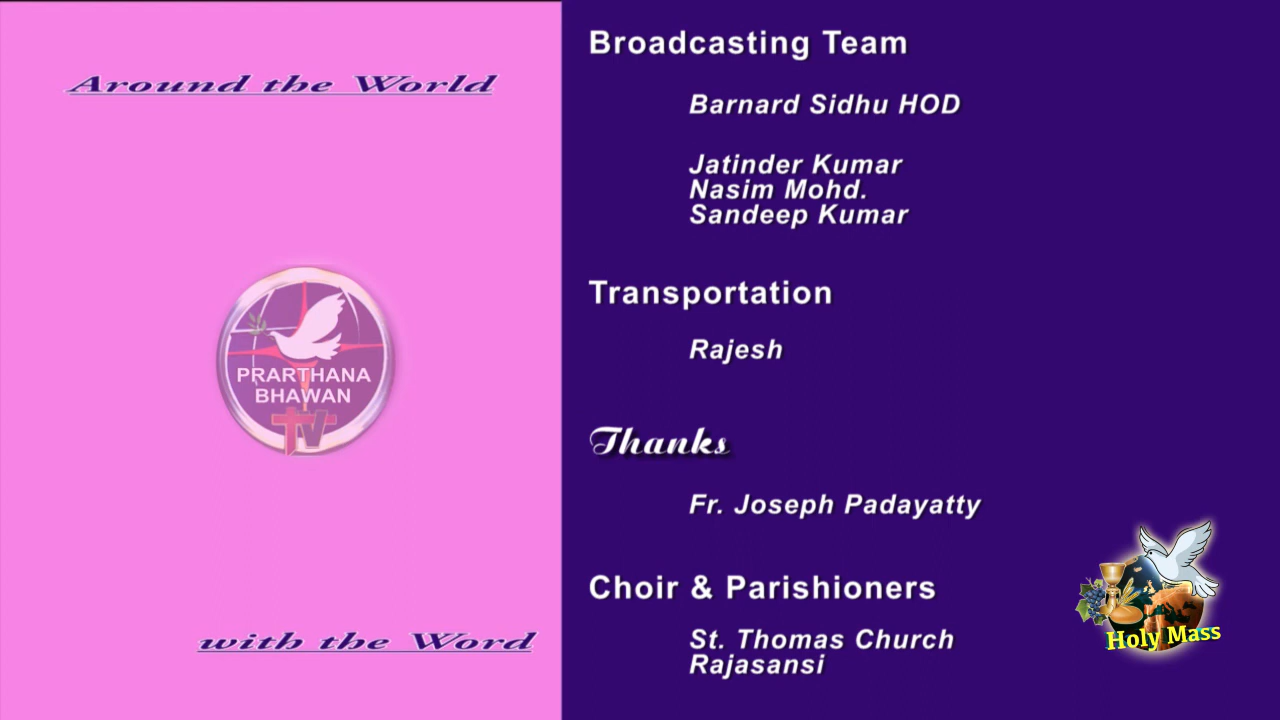 Around the World
PRARTHANA
BHAWAN
TV
with the Word
Broadcasting Team
Barnard Sidhu HOD
Jatinder Kumar
Nasim Mohd.
Sandeep Kumar
Transportation
Rajesh
Thanks
Fr. Joseph Padayatty
Choir & Parishioners
St. Thomas Church
Rajasansi
Holy Mass